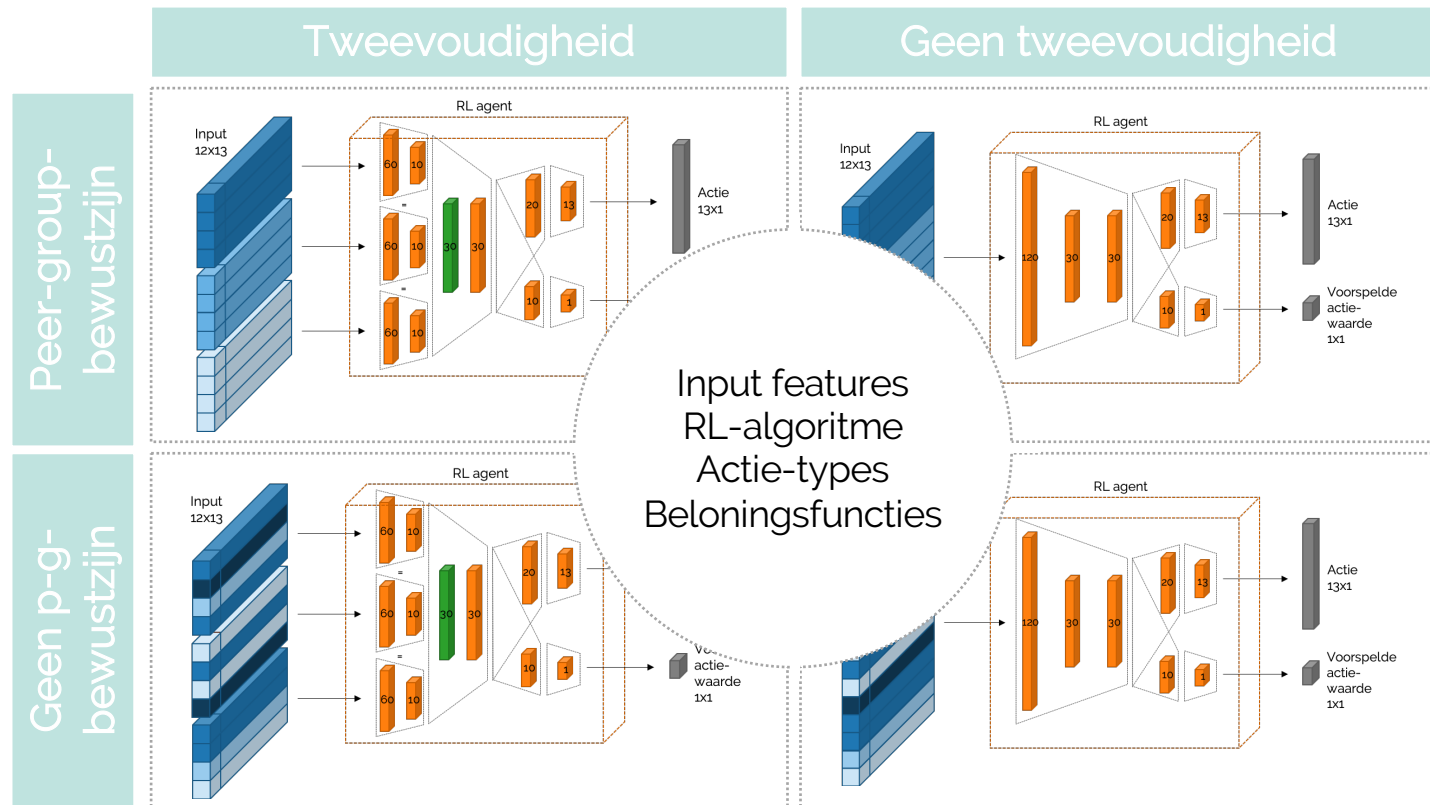 Tweevoudigheid
Geen tweevoudigheid
Peer-group-
bewustzijn
RL agent
Input
12x13
60
10
=
60
10
=
60
10
30
30
20
13
10
1
Actie
13x1
RL agent
Input
12x13
120
30
30
20
13
10
1
Actie
13x1
Voorspelde
actie-
waarde
1x1
Input features
RL-algoritme
Actie-types
Beloningsfuncties
Geen p-g-
bewustzijn
RL agent
Input
12x13
60
10
=
60
10
=
60
10
30
30
20
13
10
1
actie-
waarde
1x1
RL agent
120
30
30
20
13
10
1
Actie
13x1
Voorspelde
actie-
waarde
1x1